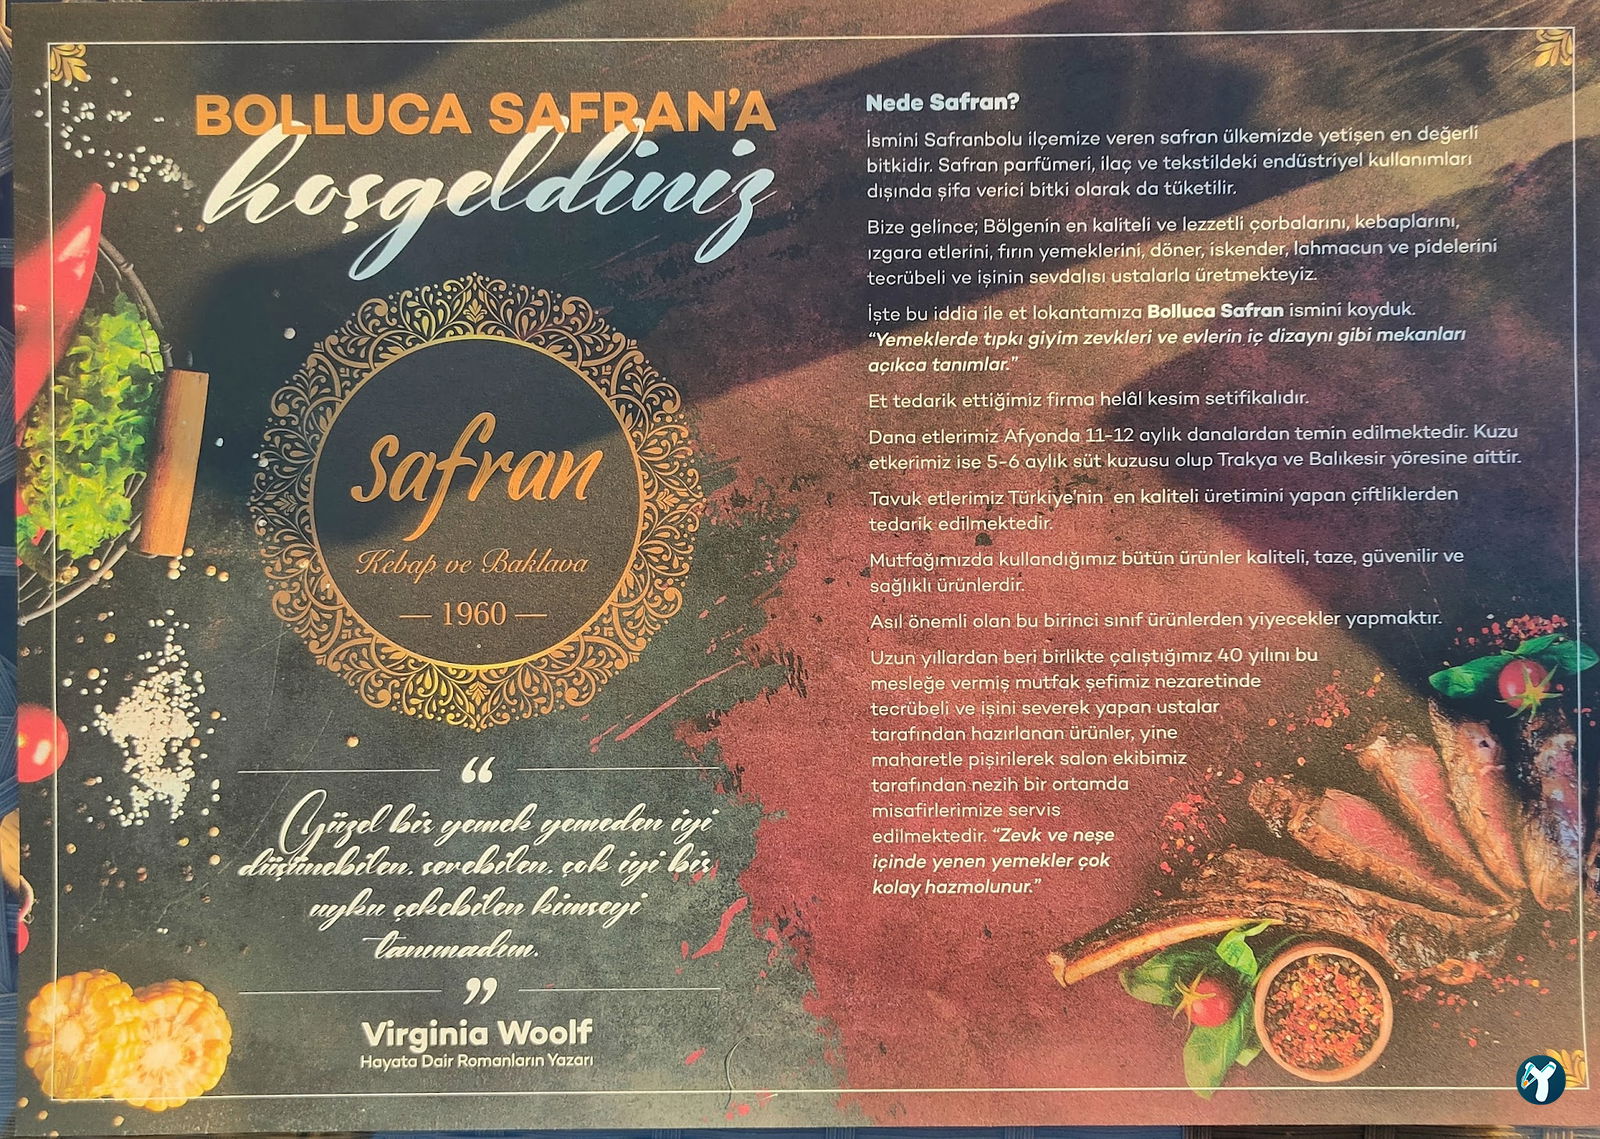 BOLLUCA SAFRAN'A
hoşgeldiniz
safran
Kebap ve Baklava
— 1960 —
“
Güzel bir yemek yemeden iyi
düşünebilen, sevebilen, çok iyi bir
uyku çekebilen kimseyi
tanımadım.
”
Virginia Woolf
Hayata Dair Romanların Yazarı
Nede Safran?
İsmini Safranbolu ilçemize veren safran ülkemizde yetişen en değerli
bitkidir. Safran parfümeri, ilaç ve tekstildeki endüstriyel kullanımları
dışında şifa verici bitki olarak da tüketilir.
Bize gelince; Bölgenin en kaliteli ve lezzetli çorbalarını, kebaplarını,
ızgara etlerini, fırın yemeklerini, döner, iskender, lahmacun ve pidelerini
tecrübeli ve işinin sevdalısı ustalarla üretmekteyiz.
İşte bu iddia ile et lokantamıza Bolluca Safran ismini koyduk.
“Yemeklerde tıpkı giyim zevkleri ve evlerin iç dizaynı gibi mekanları
açıkca tanımlar.”
Et tedarik ettiğimiz firma helâl kesim setifikalıdır.
Dana etlerimiz Afyonda 11-12 aylık danalardan temin edilmektedir. Kuzu
etkerimiz ise 5-6 aylık süt kuzusu olup Trakya ve Balıkesir yöresine aittir.
Tavuk etlerimiz Türkiye'nin en kaliteli üretimini yapan çiftliklerden
tedarik edilmektedir.
Mutfağımızda kullandığımız bütün ürünler kaliteli, taze, güvenilir ve
sağlıklı ürünlerdir.
Asıl önemli olan bu birinci sınıf ürünlerden yiyecekler yapmaktır.
Uzun yıllardan beri birlikte çalıştığımız 40 yılını bu
mesleğe vermiş mutfak şefimiz nezaretinde
tecrübeli ve işini severek yapan ustalar
tarafından hazırlanan ürünler, yine
maharetle pişirilerek salon ekibimiz
tarafından nezih bir ortamda
misafirlerimize servis
edilmektedir. “Zevk ve neşe
içinde yenen yemekler çok
kolay hazmolunur.”